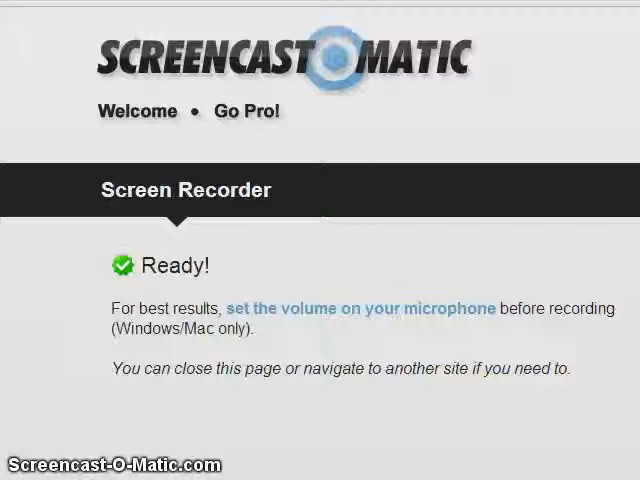 SCREENCAST O MATIC
Welcome • Go Pro!
Screen Recorder
Ready!
For best results, set the volume on your microphone before recording
(Windows/Mac only).
You can close this page or navigate to another site if you need to.
Screencast-O-Matic.com